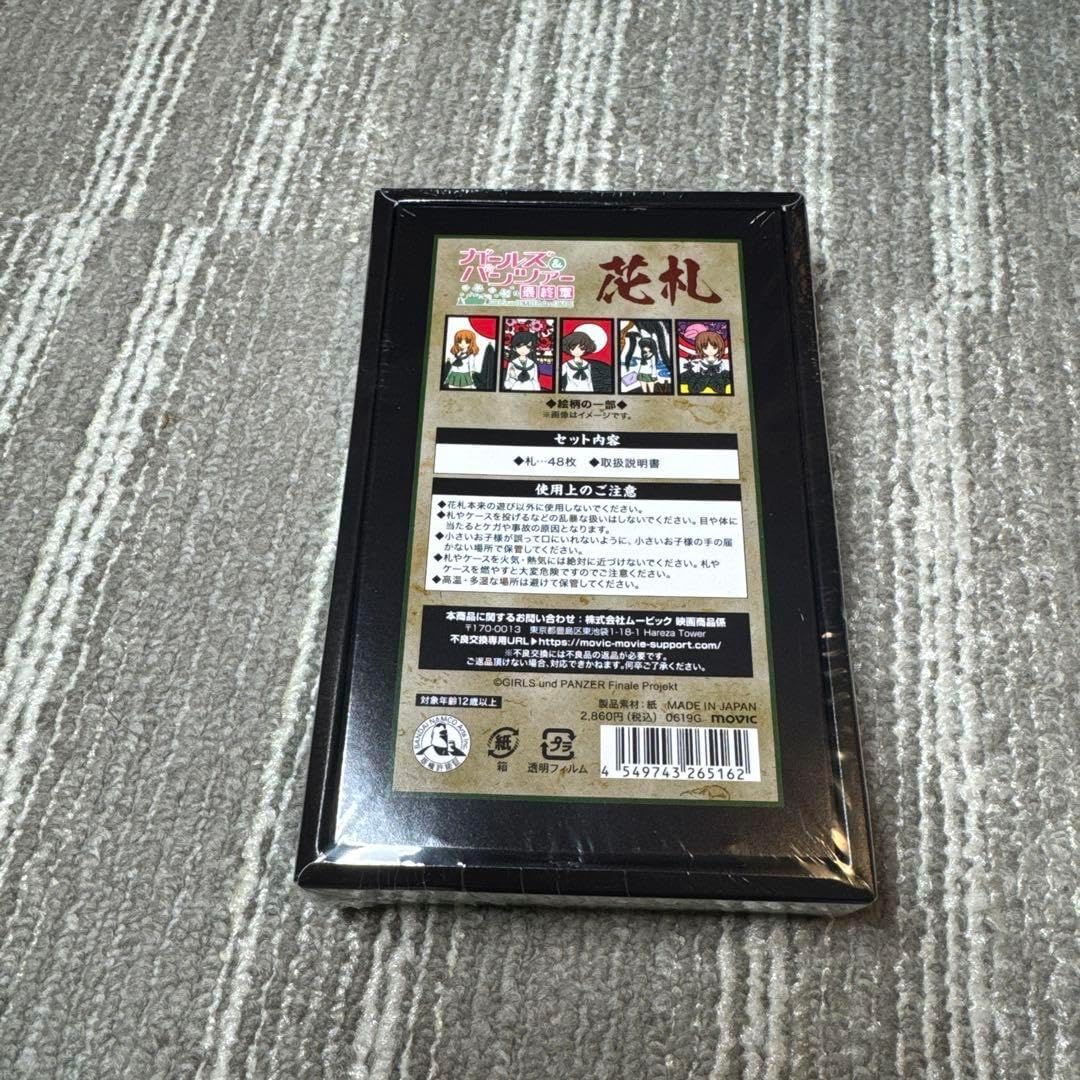 ガールズ&
パンツァー
最終章
花札
◆絵柄の一部◆
※画像はイメージです。
セット内容
◆札…48枚 ◆取扱説明書
使用上のご注意
◆花札本来の遊び以外に使用しないでください。
◆札やケースを投げるなどの乱暴な扱いはしないでください。目や体に
当たるとケガや事故の原因となります。
◆小さいお子様が誤って口にいれないように、小さいお子様の手の届
かない場所で保管してください。
◆札やケースを火気・熱気には絶対に近づけないでください。札や
ケースを燃やすと大変危険ですのでご注意ください。
◆高温・多湿な場所は避けて保管してください。
本商品に関するお問い合わせ：株式会社ムービック 映画商品係
〒170-0013 東京都豊島区東池袋1-18-1 Hareza Tower
不良交換専用URL▶https://movic-movie-support.com/
※不良交換には不良品の返品が必要です。
ご返品頂けない場合、対応できかねます。何卒ご了承ください。
©GIRLS und PANZER Finale Projekt
対象年齢12歳以上
製品素材：紙 MADE IN JAPAN
2,860円(税込) 0619G movic
BANDAI NAMCO Arts Inc.
紙
箱
プラ
透明フィルム
4 549743 265162